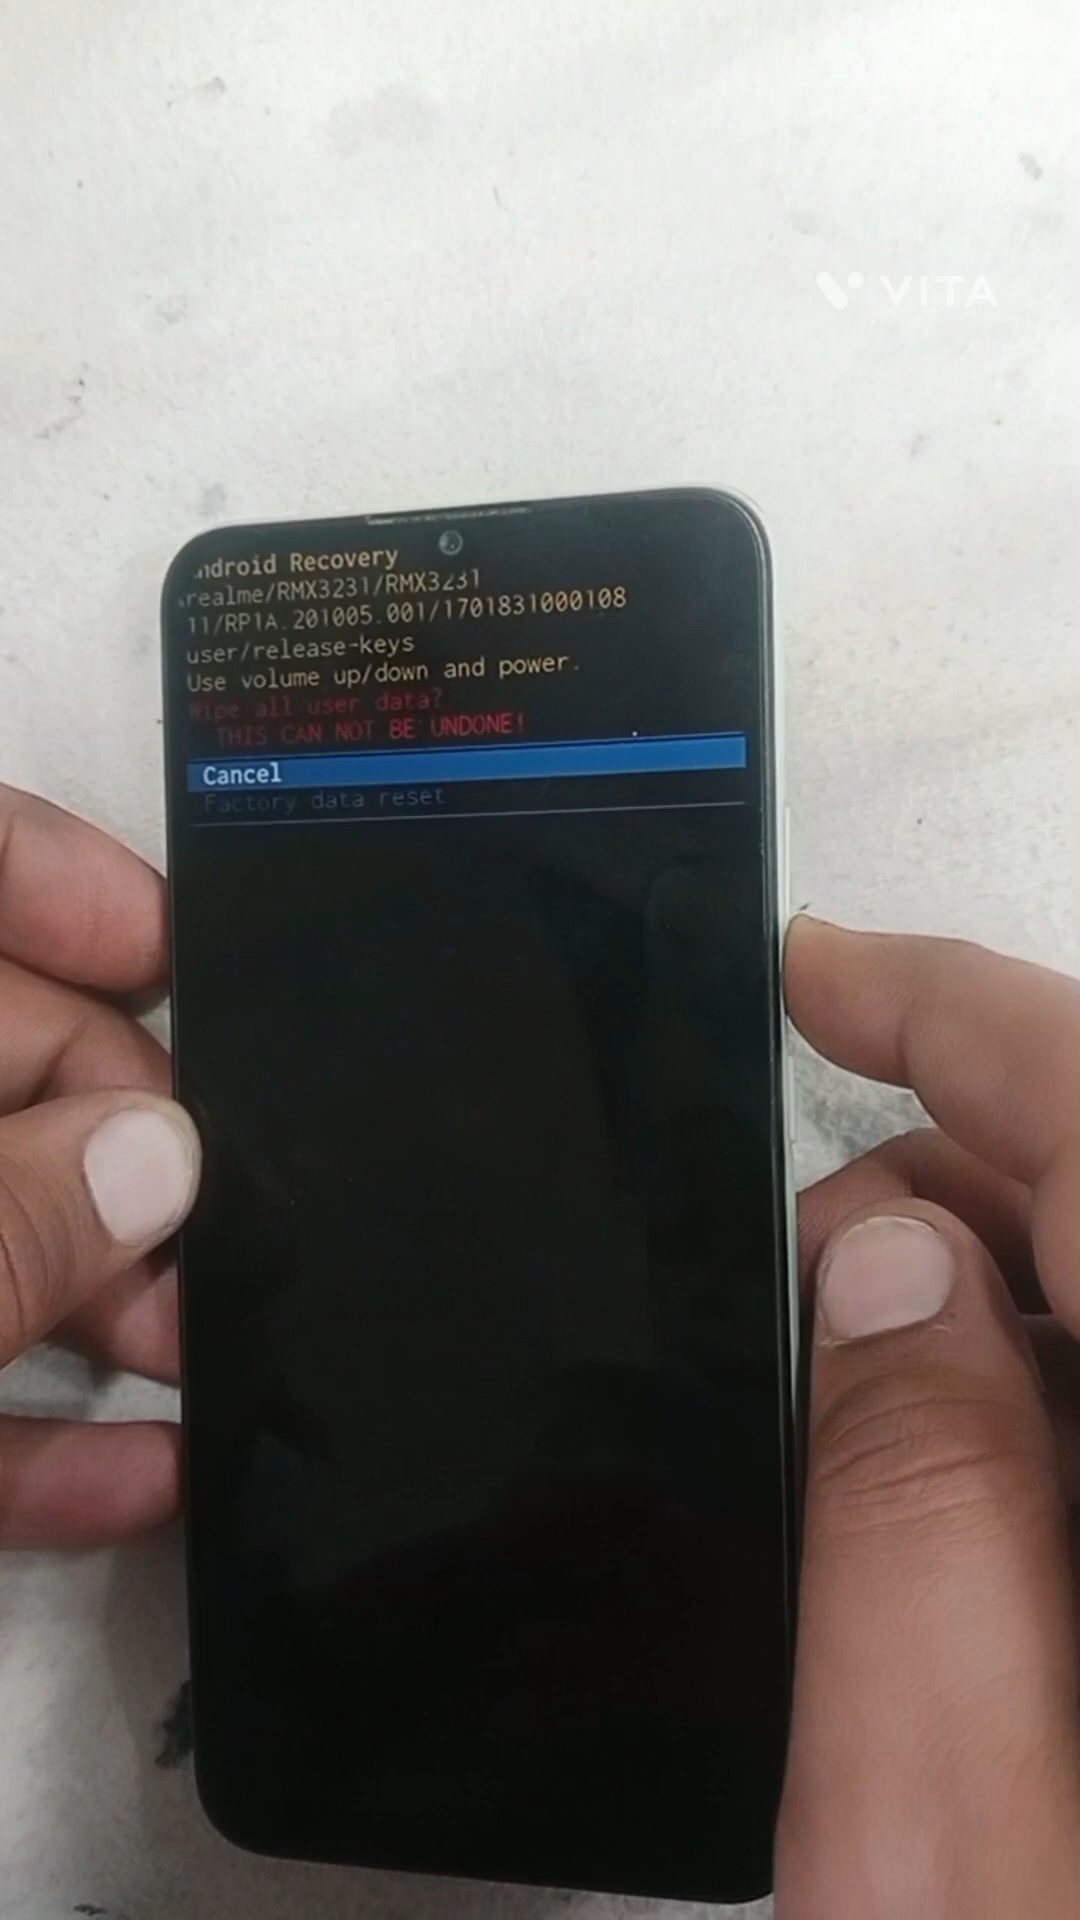 VITA
ndroid Recovery
realme/RMX3231/RMX3231
11/RP1A.201005.001/1701831000108
user/release-keys
Use volume up/down and power.
Wipe all user data?
THIS CAN NOT BE UNDONE!
Cancel
Factory data reset